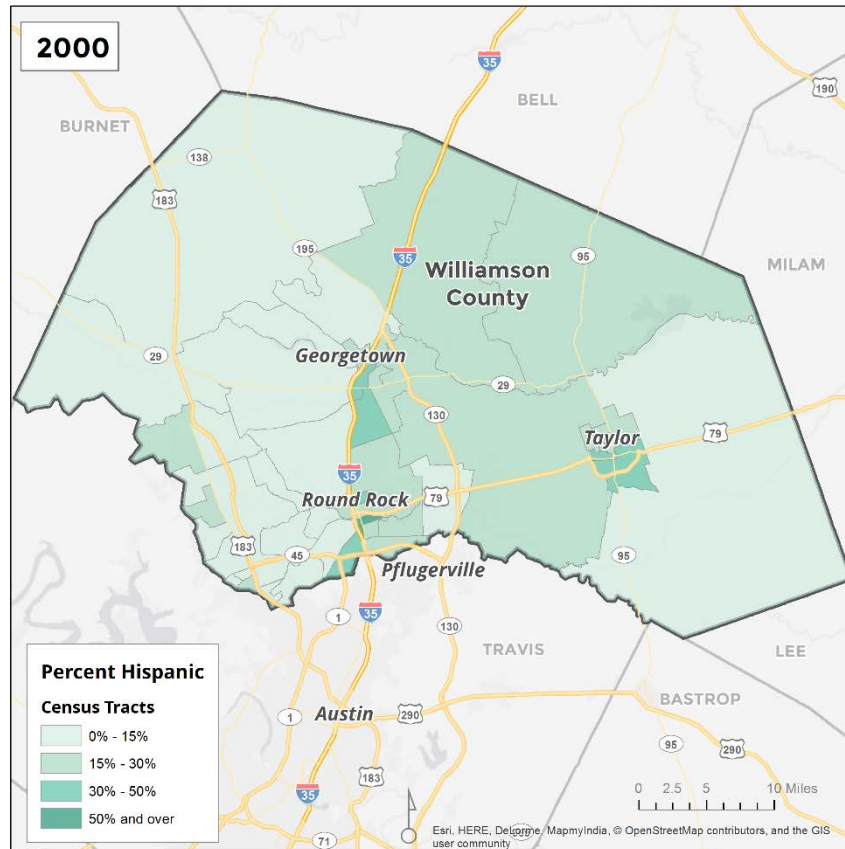 2000
35
BELL
190
BURNET
138
183
195
35
95
Williamson
County
MILAM
29
Georgetown
29
130
Taylor
79
35
Round Rock
79
183
45
95
Pflugerville
1
35
130
TRAVIS
LEE
Percent Hispanic
Census Tracts
0% - 15%
15% - 30%
30% - 50%
50% and over
1
Austin
290
BASTROP
95
290
183
35
71
0 2.5 5 10 Miles
Esri, HERE, DeLorme, MapmyIndia, © OpenStreetMap contributors, and the GIS
user community